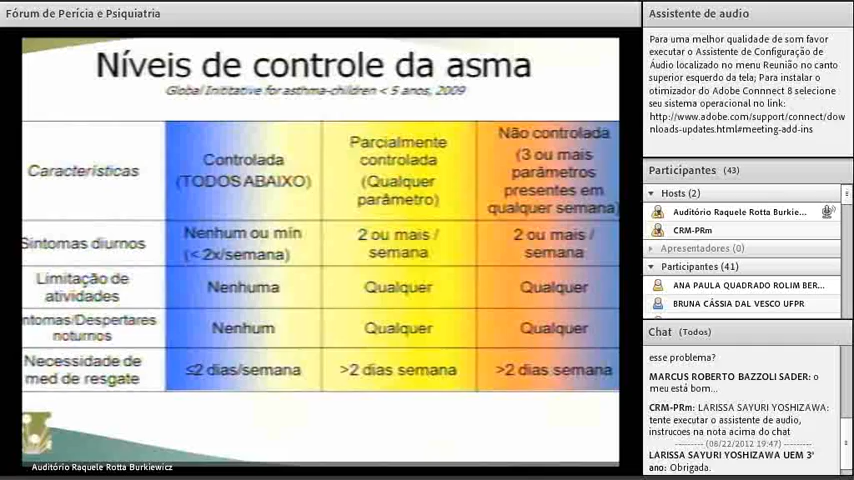 Fórum de Perícia e Psiquiatria
Níveis de controle da asma
Global Inititative for asthma-children < 5 anos, 2009
Características
Controlada
(TODOS ABAIXO)
Parcialmente
controlada
(Qualquer
parâmetro)
Não controlada
(3 ou mais
parâmetros
presentes em
qualquer semana)
Sintomas diurnos
Nenhum ou mín
(< 2x/semana)
2 ou mais /
semana
2 ou mais /
semana
Limitação de
atividades
Nenhuma
Qualquer
Qualquer
ntomas/Despertares
noturnos
Nenhum
Qualquer
Qualquer
Necessidade de
med de resgate
≤2 dias/semana
>2 dias semana
>2 dias semana
Auditório Raquele Rotta Burkiewicz
Assistente de audio
Para uma melhor qualidade de som favor
executar o Assistente de Configuração de
Áudio localizado no menu Reunião no canto
superior esquerdo da tela; Para instalar o
otimizador do Adobe Connnect 8 selecione
seu sistema operacional no link:
http://www.adobe.com/support/connect/dow
nloads-updates.html#meeting-add-ins
Participantes (43)
Hosts (2)
Auditório Raquele Rotta Burkie...
CRM-PRm
Apresentadores (0)
Participantes (41)
ANA PAULA QUADRADO ROLIM BER...
BRUNA CÁSSIA DAL VESCO UFPR
Chat (Todos)
esse problema?
MARCUS ROBERTO BAZZOLI SADER: o
meu está bom...
CRM-PRm: LARISSA SAYURI YOSHIZAWA:
tente executar o assistente de audio,
instrucoes na nota acima do chat
---------- (06/22/2012 19:47) ----------
LARISSA SAYURI YOSHIZAWA UEM 3°
ano: Obrigada.